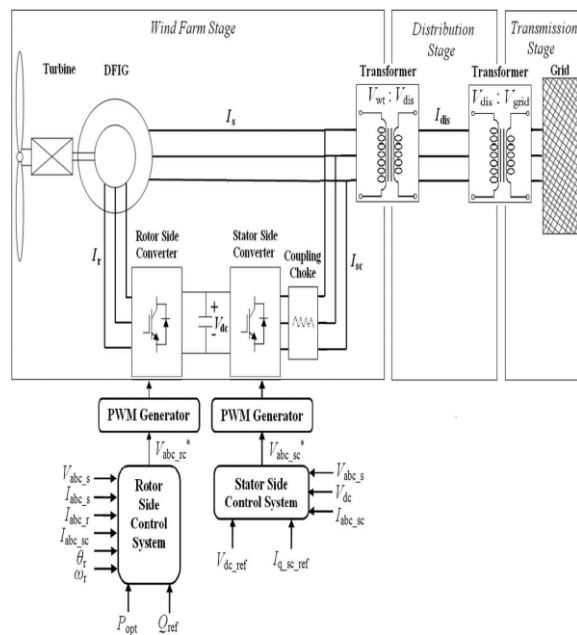 Wind Farm Stage
Distribution
Stage
Transmission
Stage
Turbine
DFIG
Transformer
Transformer
Grid
V_wt : V_dis
V_dis : V_grid
I_s
I_dis
Rotor Side
Converter
Stator Side
Converter
Coupling
Choke
I_r
I_sc
+
V_dc
-
PWM Generator
PWM Generator
V_abc_rc*
V_abc_sc*
V_abc_s
I_abc_s
I_abc_r
I_abc_sc
θ_r
ω_r
Rotor
Side
Control
System
Stator Side
Control System
V_abc_s
V_dc
I_abc_sc
V_dc_ref
I_q_sc_ref
P_opt
Q_ref